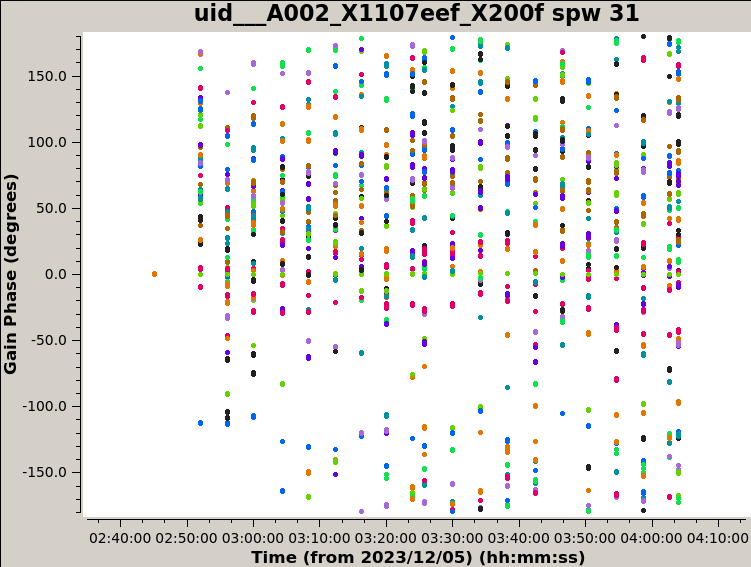 uid___A002_X1107eef_X200f spw 31
Gain Phase (degrees)
150.0
100.0
50.0
0.0
-50.0
-100.0
-150.0
02:40:00 02:50:00 03:00:00 03:10:00 03:20:00 03:30:00 03:40:00 03:50:00 04:00:00 04:10:00
Time (from 2023/12/05) (hh:mm:ss)